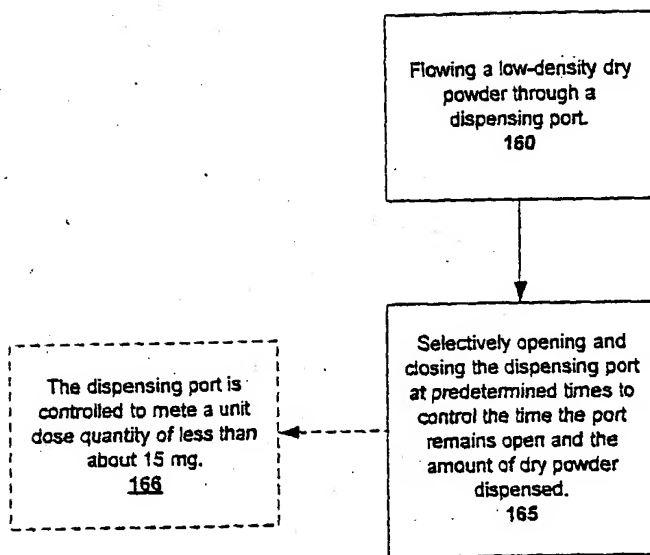 Flowing a low-density dry
powder through a
dispensing port.
160
Selectively opening and
closing the dispensing port
at predetermined times to
control the time the port
remains open and the
amount of dry powder
dispensed.
165
The dispensing port is
controlled to mete a unit
dose quantity of less than
about 15 mg.
166